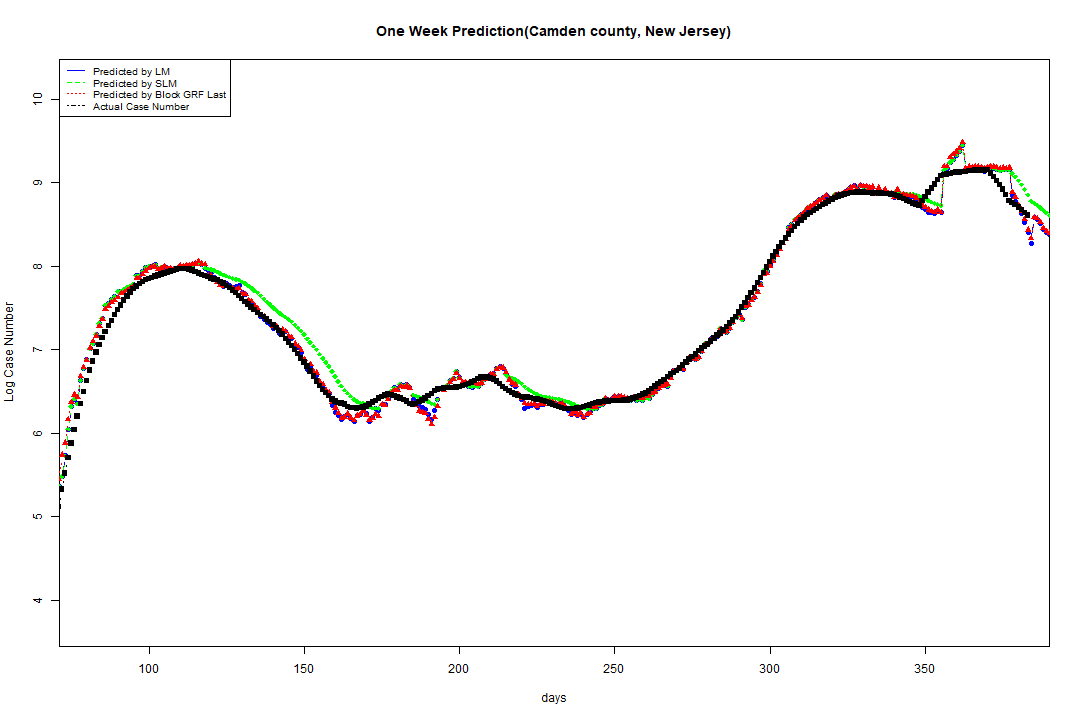 One Week Prediction(Camden county, New Jersey)
Predicted by LM
Predicted by SLM
Predicted by Block GRF Last
Actual Case Number
10
9
8
7
6
5
4
Log Case Number
100 150 200 250 300 350
days